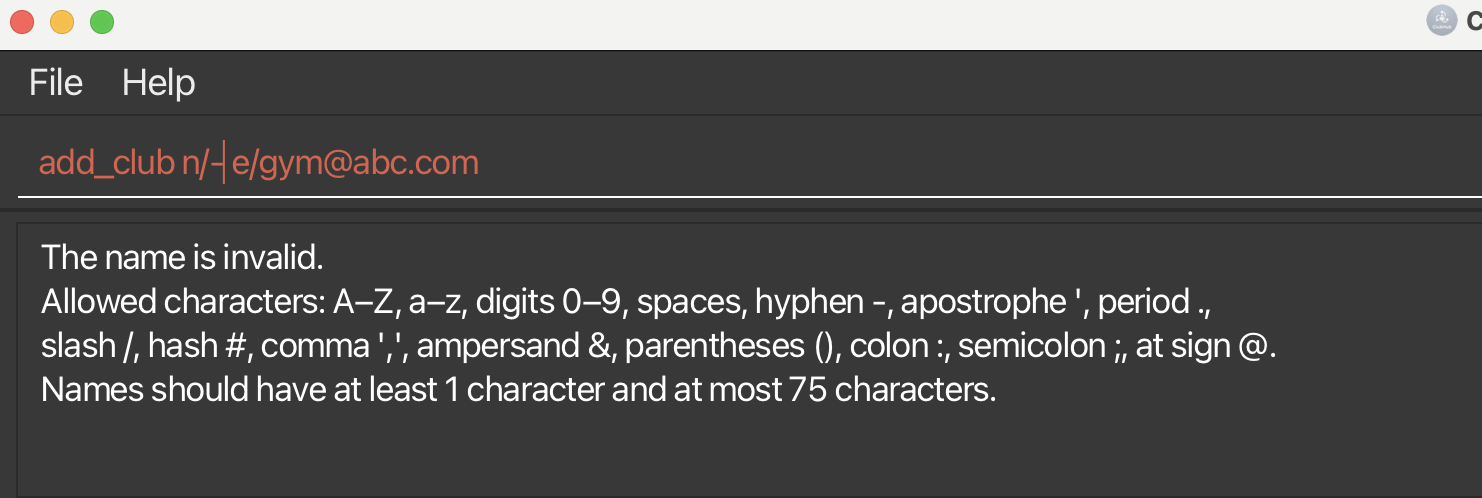 File Help
add_club n/- e/gym@abc.com
The name is invalid.
Allowed characters: A–Z, a–z, digits 0–9, spaces, hyphen -, apostrophe ', period .,
slash /, hash #, comma ',', ampersand &, parentheses (), colon :, semicolon ;, at sign @.
Names should have at least 1 character and at most 75 characters.